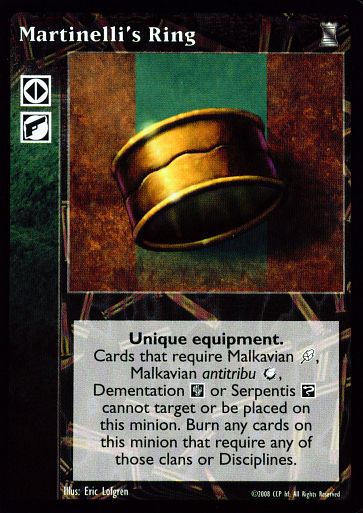 Martinelli's Ring
Unique equipment.
Cards that require Malkavian ,
Malkavian antitribu ,
Dementation or Serpentis
cannot target or be placed on
this minion. Burn any cards on
this minion that require any of
those clans or Disciplines.
Illus: Eric Lofgren
©2008 CCP hf. All Rights Reserved